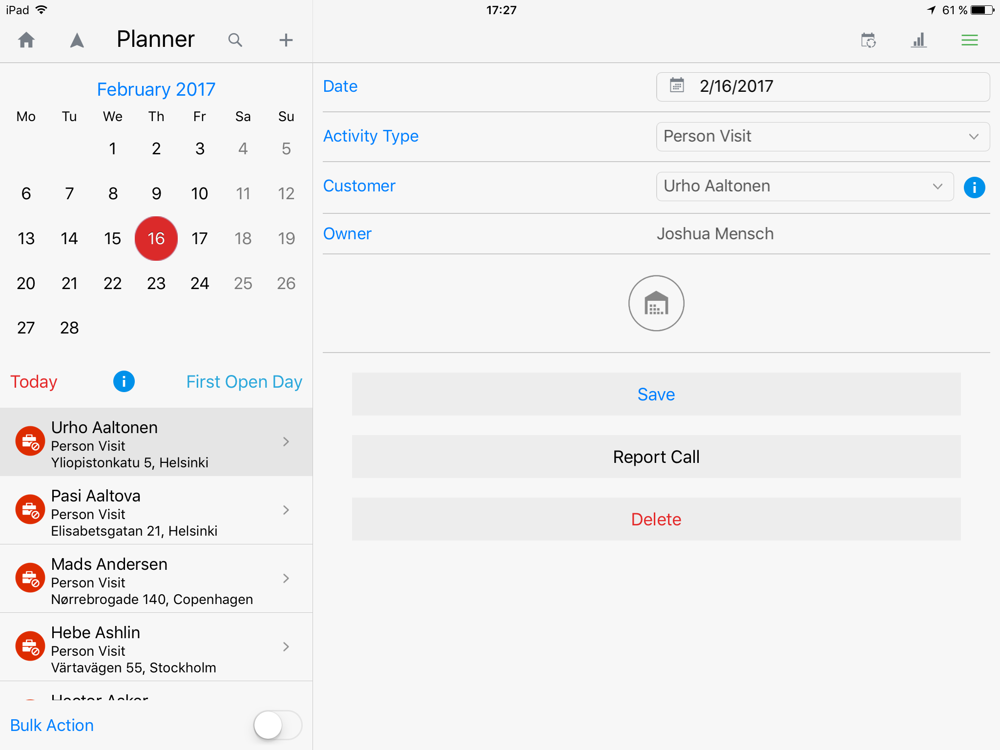 iPad 17:27 61 %
Planner
February 2017
Mo Tu We Th Fr Sa Su
1 2 3 4 5
6 7 8 9 10 11 12
13 14 15 16 17 18 19
20 21 22 23 24 25 26
27 28
Today First Open Day
Urho Aaltonen
Person Visit
Yliopistonkatu 5, Helsinki
Pasi Aaltova
Person Visit
Elisabetsgatan 21, Helsinki
Mads Andersen
Person Visit
Nørrebrogade 140, Copenhagen
Hebe Ashlin
Person Visit
Värtavägen 55, Stockholm
Hector Asker
Bulk Action
Date 2/16/2017
Activity Type Person Visit
Customer Urho Aaltonen
Owner Joshua Mensch
Save
Report Call
Delete